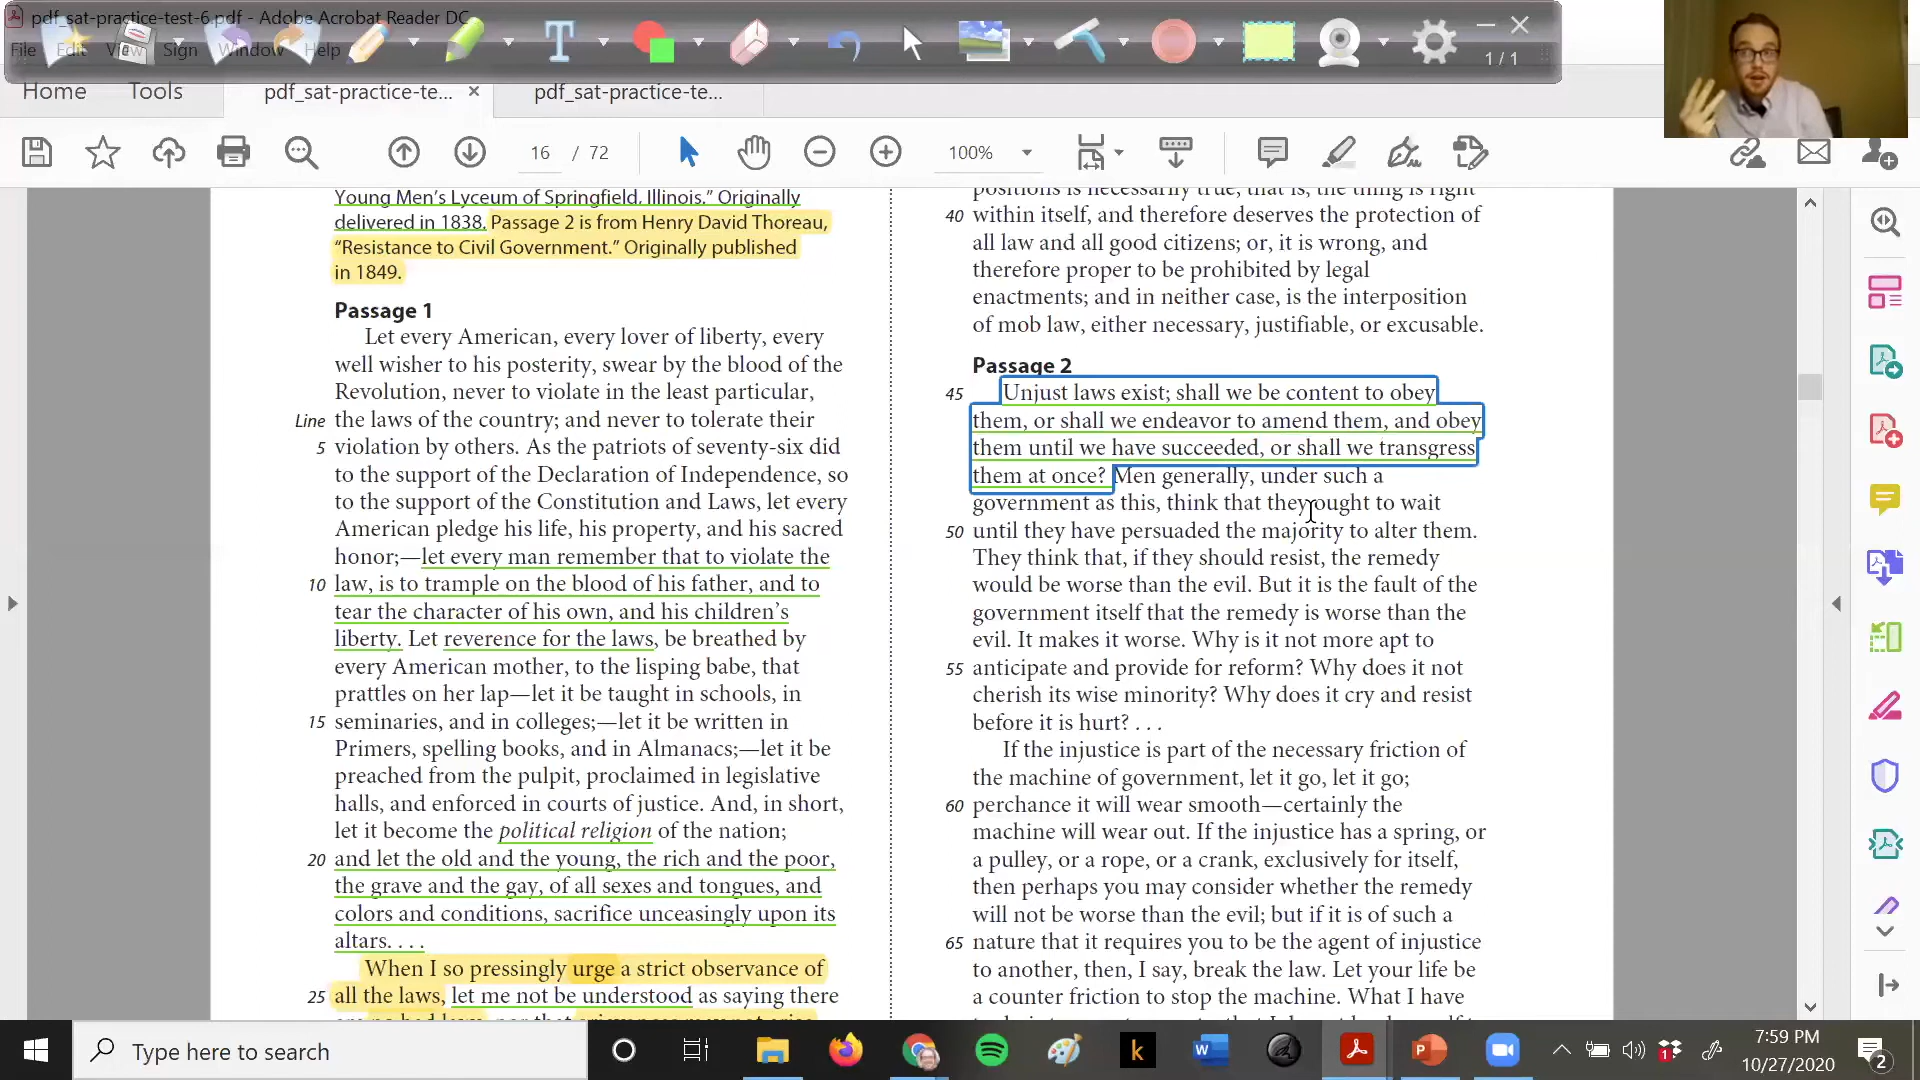 pdf_sat-practice-test-6.pdf - Adobe Acrobat Reader DC
File Edit View Sign Window Help
1/1
Home Tools pdf_sat-practice-te... × pdf_sat-practice-te...
16 / 72 100%
Young Men's Lyceum of Springfield, Illinois." Originally
delivered in 1838. Passage 2 is from Henry David Thoreau,
"Resistance to Civil Government." Originally published
in 1849.
Passage 1
Let every American, every lover of liberty, every
well wisher to his posterity, swear by the blood of the
Revolution, never to violate in the least particular,
Line the laws of the country; and never to tolerate their
5 violation by others. As the patriots of seventy-six did
to the support of the Declaration of Independence, so
to the support of the Constitution and Laws, let every
American pledge his life, his property, and his sacred
honor;—let every man remember that to violate the
10 law, is to trample on the blood of his father, and to
tear the character of his own, and his children's
liberty. Let reverence for the laws, be breathed by
every American mother, to the lisping babe, that
prattles on her lap—let it be taught in schools, in
15 seminaries, and in colleges;—let it be written in
Primers, spelling books, and in Almanacs;—let it be
preached from the pulpit, proclaimed in legislative
halls, and enforced in courts of justice. And, in short,
let it become the political religion of the nation;
20 and let the old and the young, the rich and the poor,
the grave and the gay, of all sexes and tongues, and
colors and conditions, sacrifice unceasingly upon its
altars. . . .
When I so pressingly urge a strict observance of
25 all the laws, let me not be understood as saying there
positions is necessarily true; that is, the thing is right
40 within itself, and therefore deserves the protection of
all law and all good citizens; or, it is wrong, and
therefore proper to be prohibited by legal
enactments; and in neither case, is the interposition
of mob law, either necessary, justifiable, or excusable.
Passage 2
45 Unjust laws exist; shall we be content to obey
them, or shall we endeavor to amend them, and obey
them until we have succeeded, or shall we transgress
them at once? Men generally, under such a
government as this, think that they ought to wait
50 until they have persuaded the majority to alter them.
They think that, if they should resist, the remedy
would be worse than the evil. But it is the fault of the
government itself that the remedy is worse than the
evil. It makes it worse. Why is it not more apt to
55 anticipate and provide for reform? Why does it not
cherish its wise minority? Why does it cry and resist
before it is hurt? . . .
If the injustice is part of the necessary friction of
the machine of government, let it go, let it go;
60 perchance it will wear smooth—certainly the
machine will wear out. If the injustice has a spring, or
a pulley, or a rope, or a crank, exclusively for itself,
then perhaps you may consider whether the remedy
will not be worse than the evil; but if it is of such a
65 nature that it requires you to be the agent of injustice
to another, then, I say, break the law. Let your life be
a counter friction to stop the machine. What I have
Type here to search
7:59 PM
10/27/2020
2